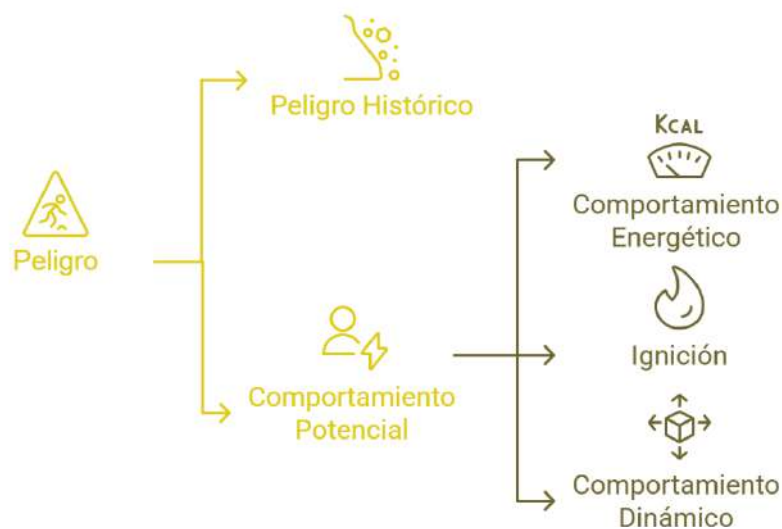 Peligro Histórico
KCAL
Comportamiento
Energético
Peligro
Ignición
Comportamiento
Potencial
Comportamiento
Dinámico